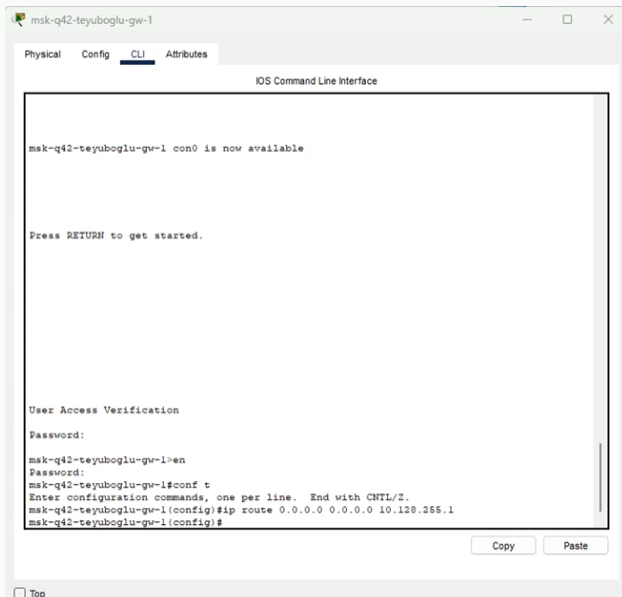 msk-q42-teyuboglu-gw-1
Physical Config CLI Attributes
IOS Command Line Interface
msk-q42-teyuboglu-gw-1 con0 is now available
Press RETURN to get started.
User Access Verification
Password:
msk-q42-teyuboglu-gw-1>en
Password:
msk-q42-teyuboglu-gw-1#conf t
Enter configuration commands, one per line.  End with CNTL/Z.
msk-q42-teyuboglu-gw-1(config)#ip route 0.0.0.0 0.0.0.0 10.128.255.1
msk-q42-teyuboglu-gw-1(config)#
Copy Paste
Top